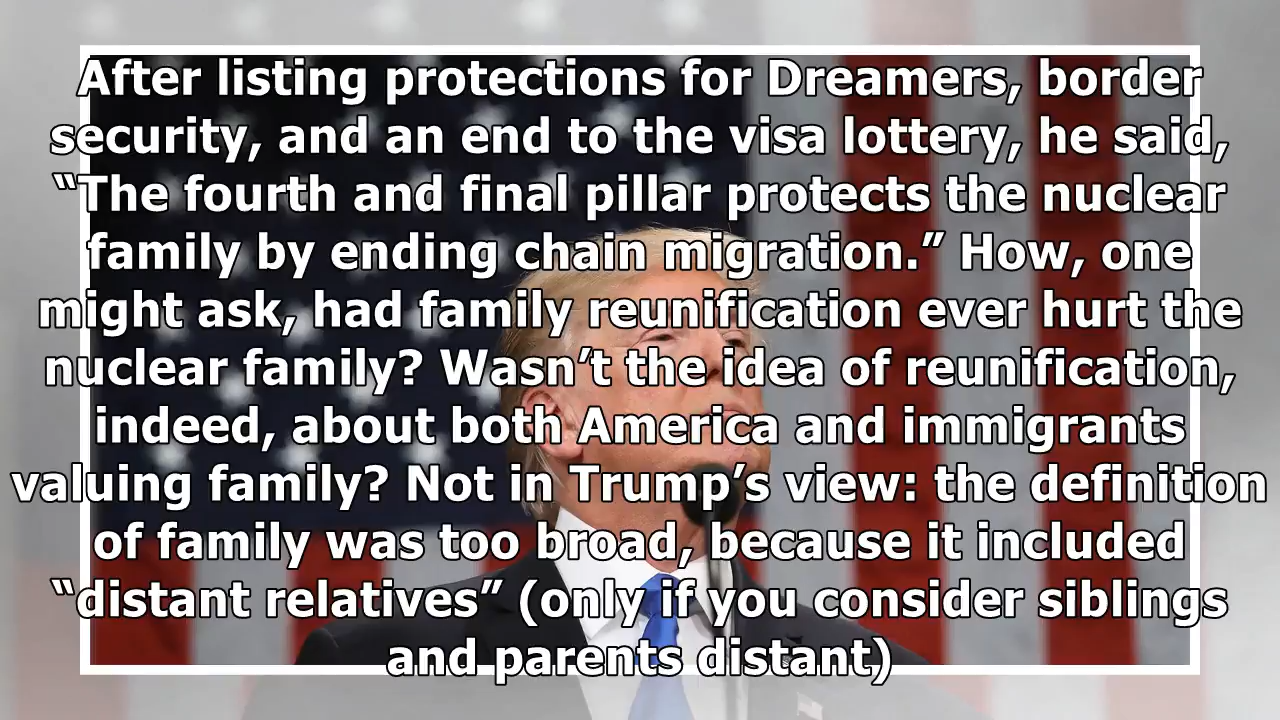 After listing protections for Dreamers, border
security, and an end to the visa lottery, he said,
“The fourth and final pillar protects the nuclear
family by ending chain migration.” How, one
might ask, had family reunification ever hurt the
nuclear family? Wasn’t the idea of reunification,
indeed, about both America and immigrants
valuing family? Not in Trump’s view: the definition
of family was too broad, because it included
“distant relatives” (only if you consider siblings
and parents distant)